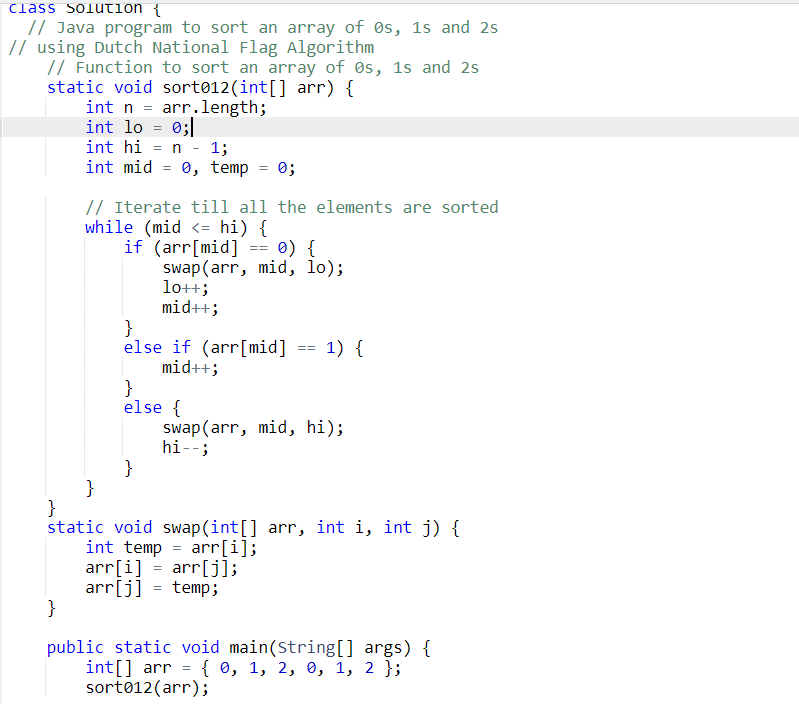 class Solution {
// Java program to sort an array of 0s, 1s and 2s
// using Dutch National Flag Algorithm
// Function to sort an array of 0s, 1s and 2s
static void sort012(int[] arr) {
int n = arr.length;
int lo = 0;
int hi = n - 1;
int mid = 0, temp = 0;
// Iterate till all the elements are sorted
while (mid <= hi) {
if (arr[mid] == 0) {
swap(arr, mid, lo);
lo++;
mid++;
}
else if (arr[mid] == 1) {
mid++;
}
else {
swap(arr, mid, hi);
hi--;
}
}
}
static void swap(int[] arr, int i, int j) {
int temp = arr[i];
arr[i] = arr[j];
arr[j] = temp;
}
public static void main(String[] args) {
int[] arr = { 0, 1, 2, 0, 1, 2 };
sort012(arr);